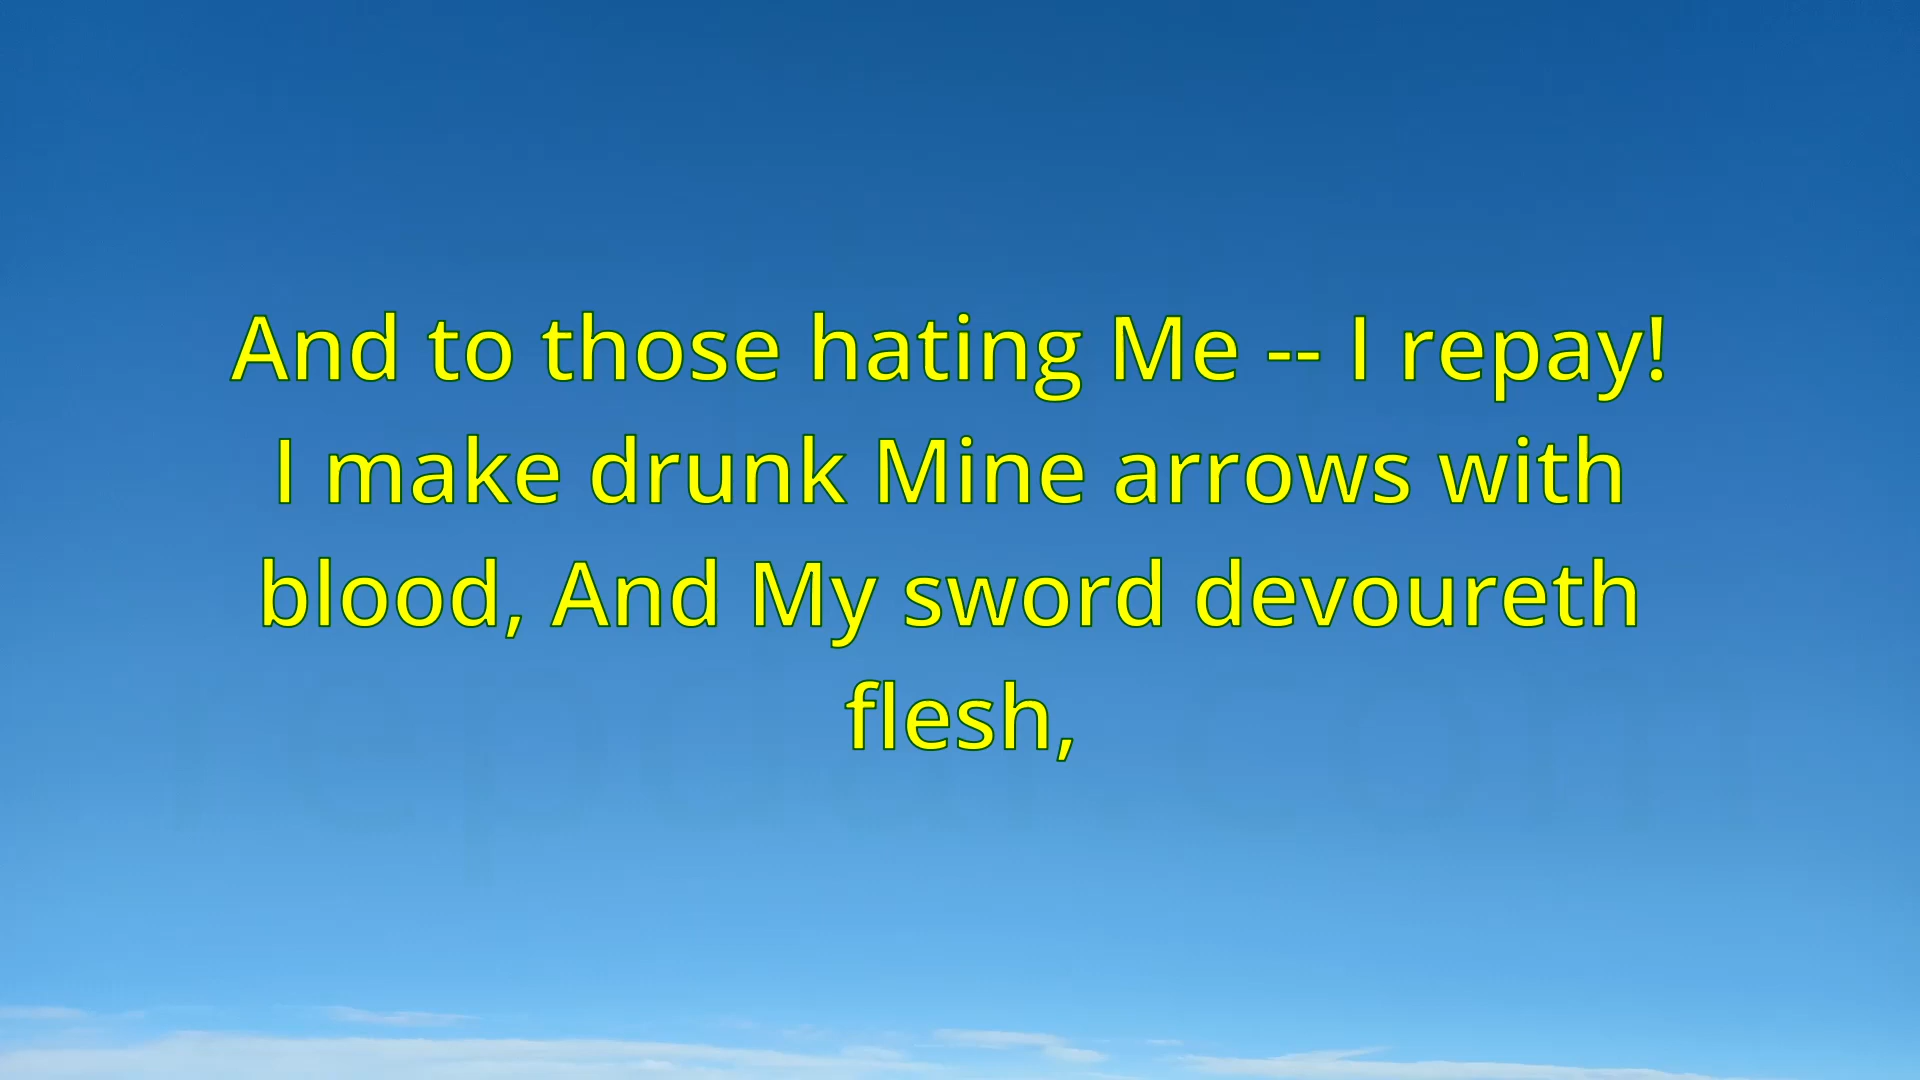 And to those hating Me -- I repay!
I make drunk Mine arrows with
blood, And My sword devoureth
flesh,